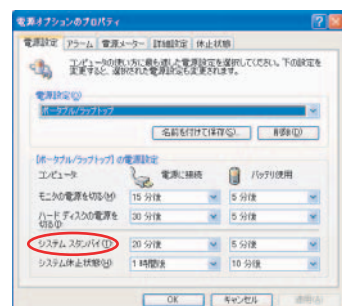 電源オプションのプロパティ
電源設定 アラーム 電源メーター 詳細設定 休止状態
コンピュータの使い方に最も適した電源設定を選択してください。下の設定を
変更すると、選択された電源設定も変更されます。
電源設定(C)
ポータブル/ラップトップ
名前を付けて保存(S)... 削除(D)
[ポータブル/ラップトップ] の電源設定
コンピュータ 電源に接続 バッテリ使用
モニタの電源を切る(M) 15 分後 5 分後
ハード ディスクの電源を 30 分後 5 分後
切る(I)
システム スタンバイ(T) 20 分後 5 分後
システム休止状態(H) 1 時間後 10 分後
OK キャンセル 適用(A)